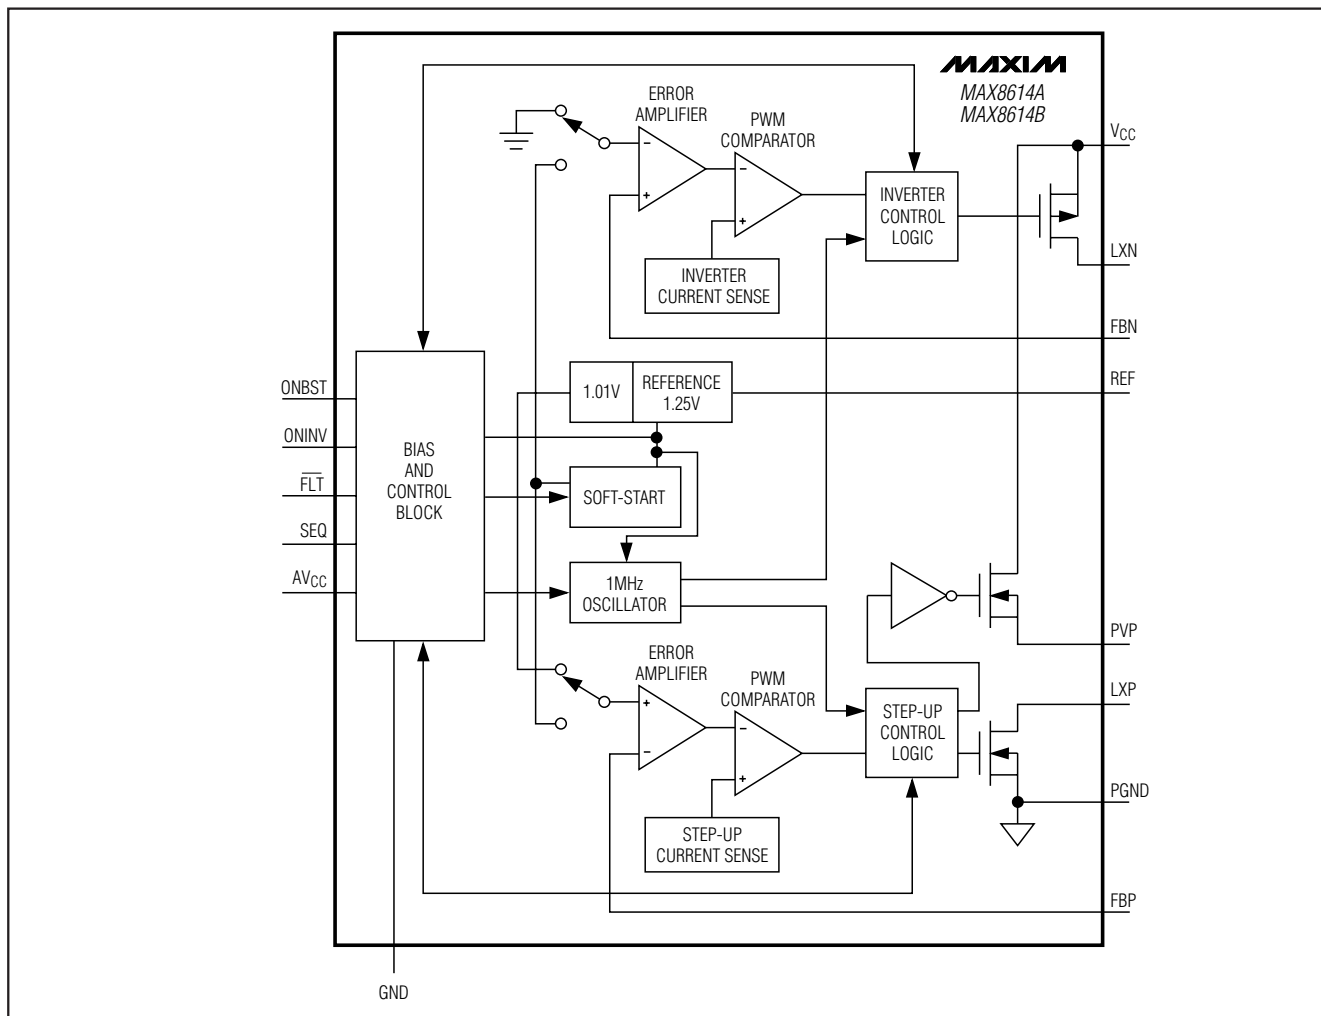 MAXIM
MAX8614A
MAX8614B
ERROR
AMPLIFIER
PWM
COMPARATOR
−
+
−
+
INVERTER
CONTROL
LOGIC
INVERTER
CURRENT SENSE
VCC
LXN
FBN
REF
1.01V
REFERENCE
1.25V
ONBST
ONINV
F̅L̅T̅
SEQ
AVCC
BIAS
AND
CONTROL
BLOCK
SOFT-START
1MHz
OSCILLATOR
ERROR
AMPLIFIER
PWM
COMPARATOR
+
−
−
+
STEP-UP
CONTROL
LOGIC
STEP-UP
CURRENT SENSE
PVP
LXP
PGND
FBP
GND